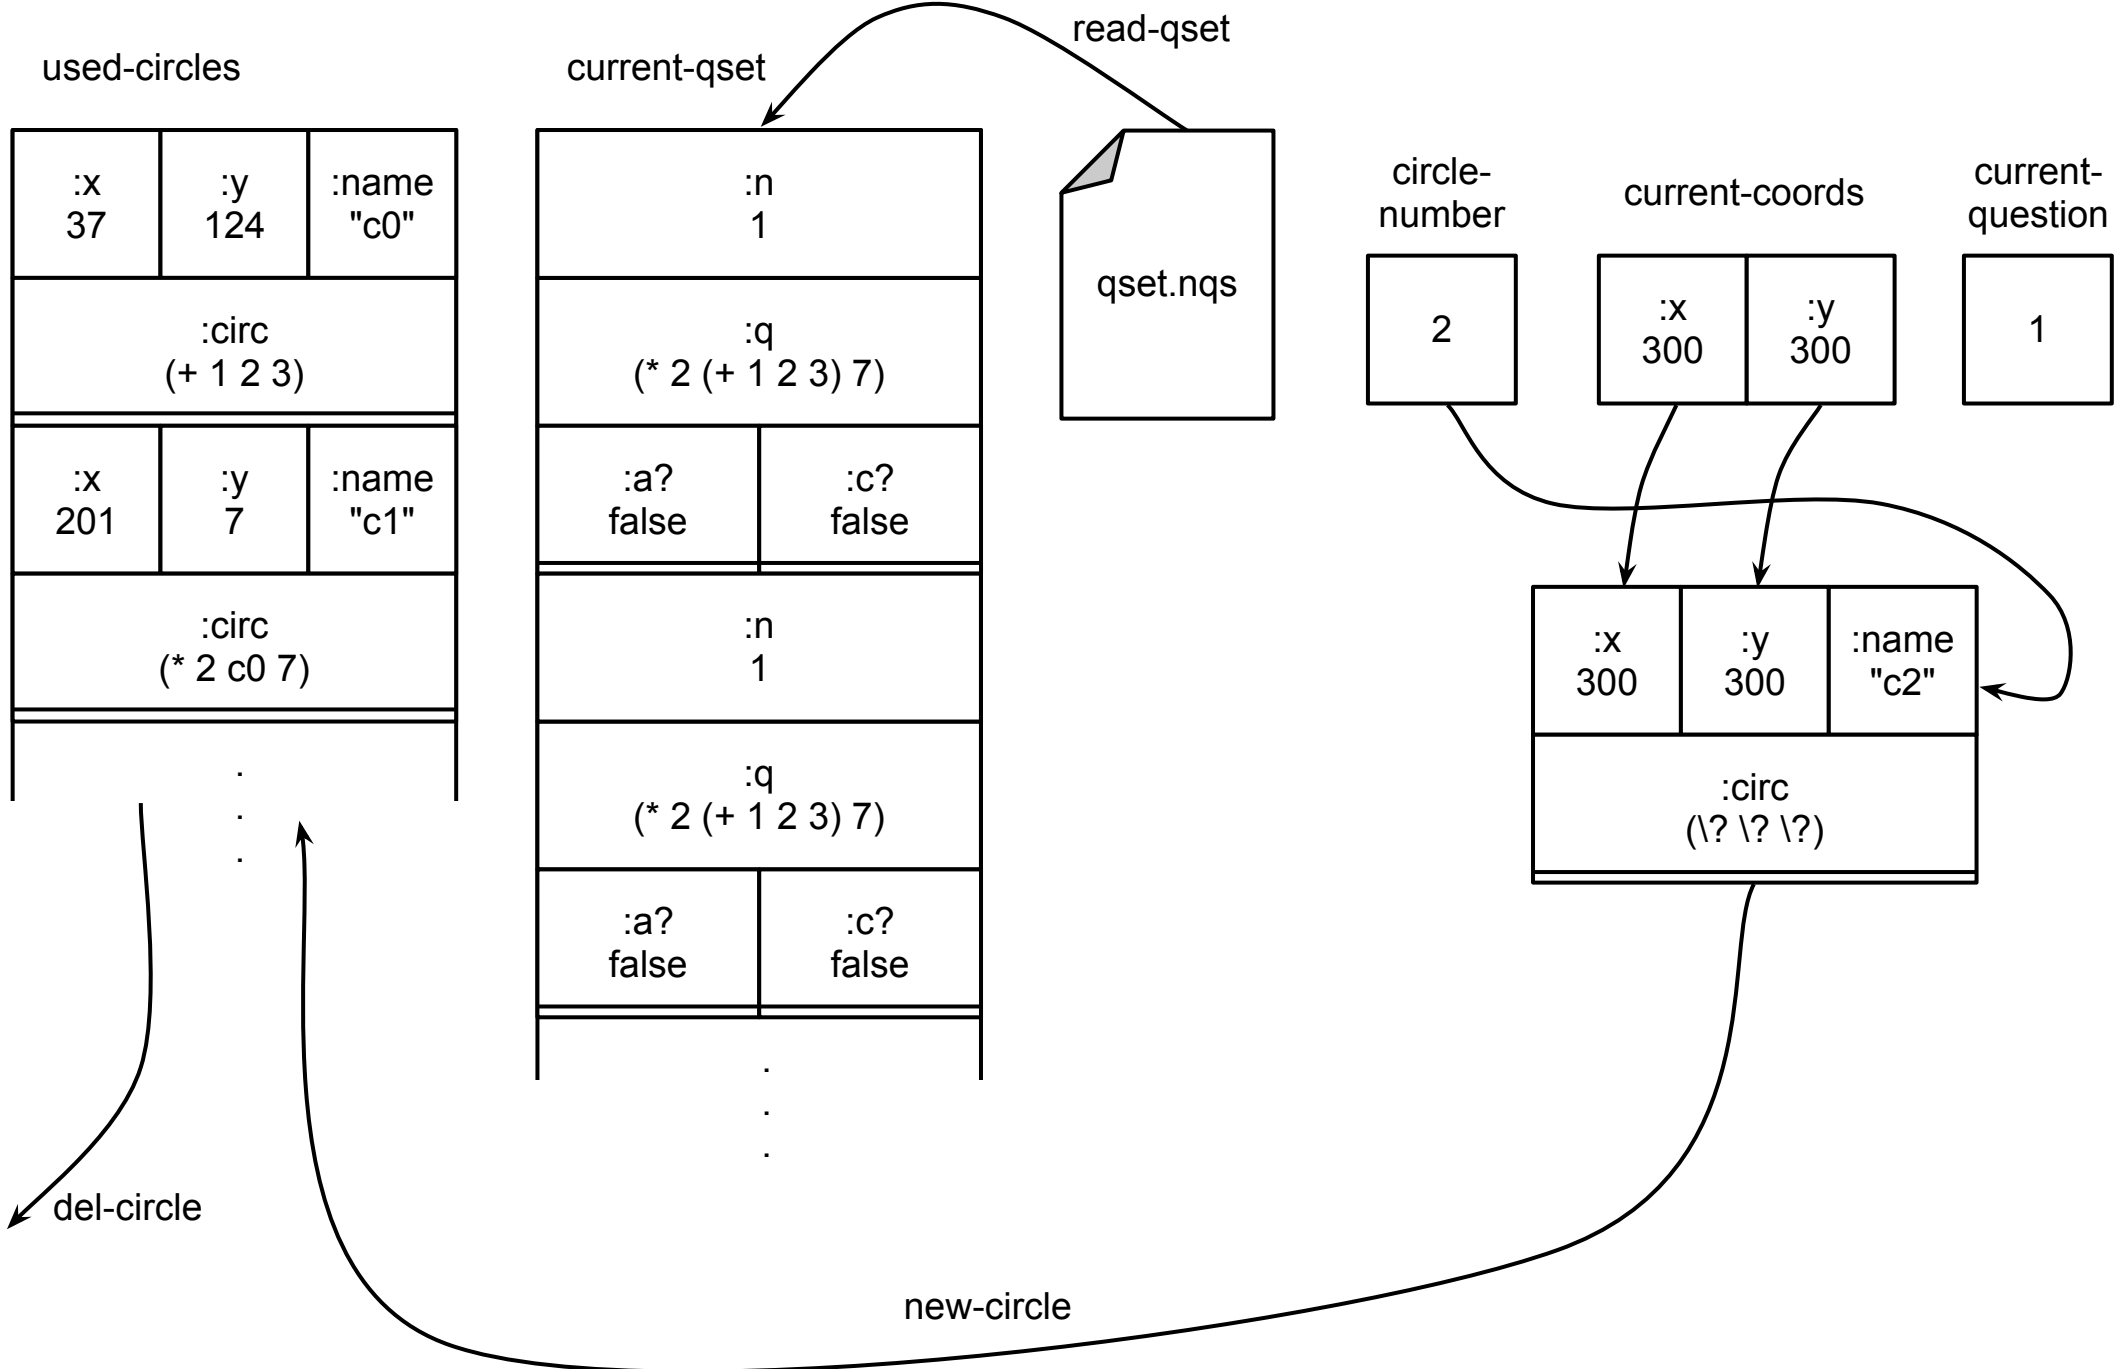 used-circles
:x
37
:y
124
:name
"c0"
:circ
(+ 1 2 3)
:x
201
:y
7
:name
"c1"
:circ
(* 2 c0 7)
.
.
.
del-circle
current-qset
:n
1
:q
(* 2 (+ 1 2 3) 7)
:a?
false
:c?
false
:n
1
:q
(* 2 (+ 1 2 3) 7)
:a?
false
:c?
false
.
.
.
read-qset
qset.nqs
circle-
number
2
current-coords
:x
300
:y
300
current-
question
1
:x
300
:y
300
:name
"c2"
:circ
(\? \? \?)
new-circle